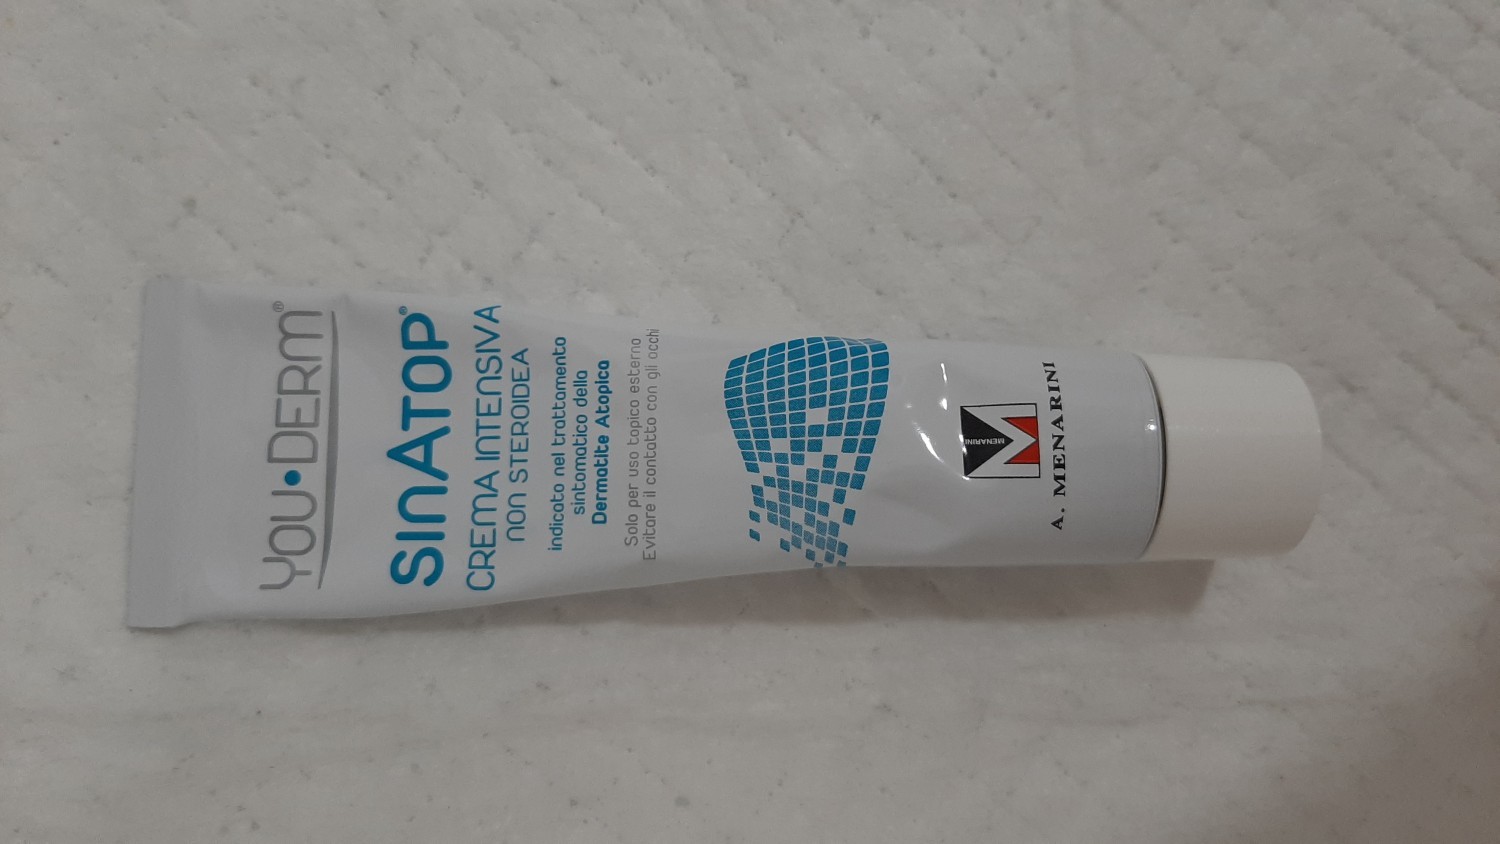 YOU•DERM®
SINATOP®
CREMA INTENSIVA
NON STEROIDEA
indicato nel trattamento
sintomatico della
Dermatite Atopica
Solo per uso topico esterno
Evitare il contatto con gli occhi
MENARINI
A. MENARINI